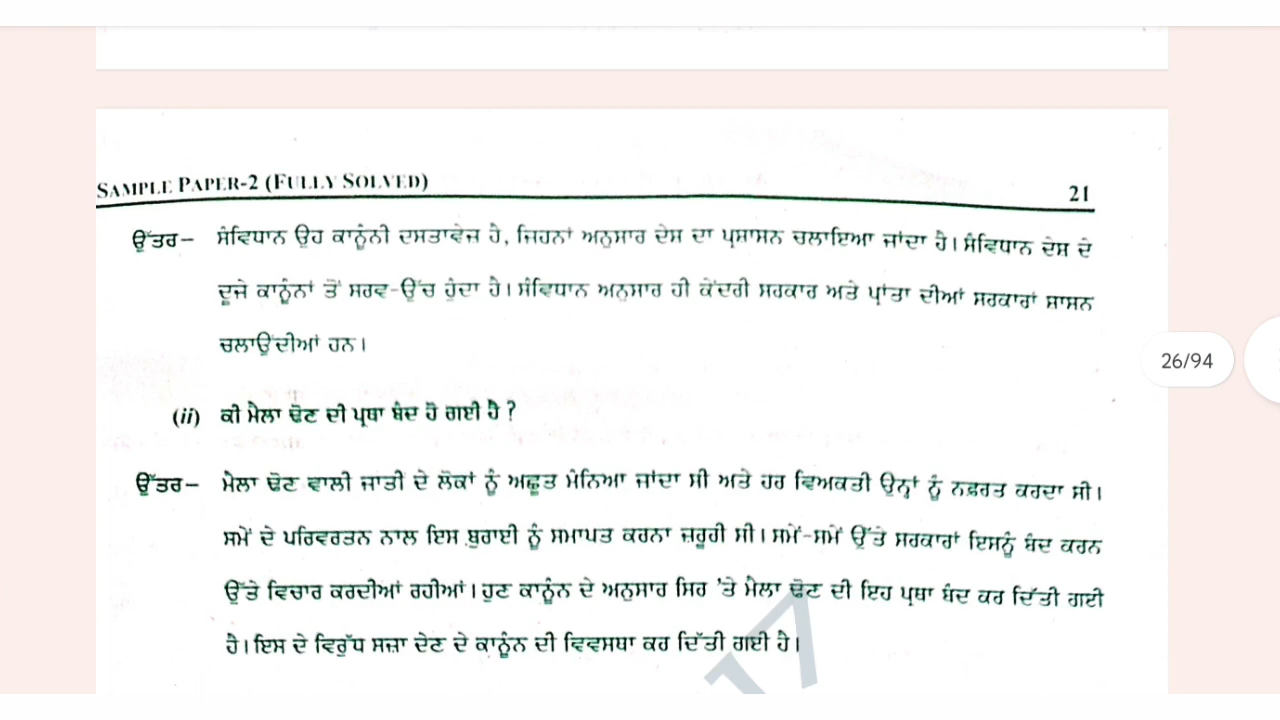 SAMPLE PAPER-2 (FULLY SOLVED) 21
ਉੱਤਰ— ਸੰਵਿਧਾਨ ਉਹ ਕਾਨੂੰਨੀ ਦਸਤਾਵੇਜ਼ ਹੈ, ਜਿਹਨਾਂ ਅਨੁਸਾਰ ਦੇਸ਼ ਦਾ ਪ੍ਰਸ਼ਾਸਨ ਚਲਾਇਆ ਜਾਂਦਾ ਹੈ। ਸੰਵਿਧਾਨ ਦੇਸ਼ ਦੇ
ਦੂਜੇ ਕਾਨੂੰਨਾਂ ਤੋਂ ਸਰਵ-ਉੱਚ ਹੁੰਦਾ ਹੈ। ਸੰਵਿਧਾਨ ਅਨੁਸਾਰ ਹੀ ਕੇਂਦਰੀ ਸਰਕਾਰ ਅਤੇ ਪ੍ਰਾਂਤਾ ਦੀਆਂ ਸਰਕਾਰਾਂ ਸ਼ਾਸਨ
ਚਲਾਉਂਦੀਆਂ ਹਨ।
26/94
(ii) ਕੀ ਮੈਲਾ ਢੋਣ ਦੀ ਪ੍ਰਥਾ ਬੰਦ ਹੋ ਗਈ ਹੈ ?
ਉੱਤਰ— ਮੈਲਾ ਢੋਣ ਵਾਲੀ ਜਾਤੀ ਦੇ ਲੋਕਾਂ ਨੂੰ ਅਛੂਤ ਮੰਨਿਆ ਜਾਂਦਾ ਸੀ ਅਤੇ ਹਰ ਵਿਅਕਤੀ ਉਨ੍ਹਾਂ ਨੂੰ ਨਫ਼ਰਤ ਕਰਦਾ ਸੀ।
ਸਮੇਂ ਦੇ ਪਰਿਵਰਤਨ ਨਾਲ ਇਸ ਬੁਰਾਈ ਨੂੰ ਸਮਾਪਤ ਕਰਨਾ ਜ਼ਰੂਰੀ ਸੀ। ਸਮੇਂ-ਸਮੇਂ ਉੱਤੇ ਸਰਕਾਰਾਂ ਇਸਨੂੰ ਬੰਦ ਕਰਨ
ਉੱਤੇ ਵਿਚਾਰ ਕਰਦੀਆਂ ਰਹੀਆਂ। ਹੁਣ ਕਾਨੂੰਨ ਦੇ ਅਨੁਸਾਰ ਸਿਰ 'ਤੇ ਮੈਲਾ ਢੋਣ ਦੀ ਇਹ ਪ੍ਰਥਾ ਬੰਦ ਕਰ ਦਿੱਤੀ ਗਈ
ਹੈ। ਇਸ ਦੇ ਵਿਰੁੱਧ ਸਜ਼ਾ ਦੇਣ ਦੇ ਕਾਨੂੰਨ ਦੀ ਵਿਵਸਥਾ ਕਰ ਦਿੱਤੀ ਗਈ ਹੈ।